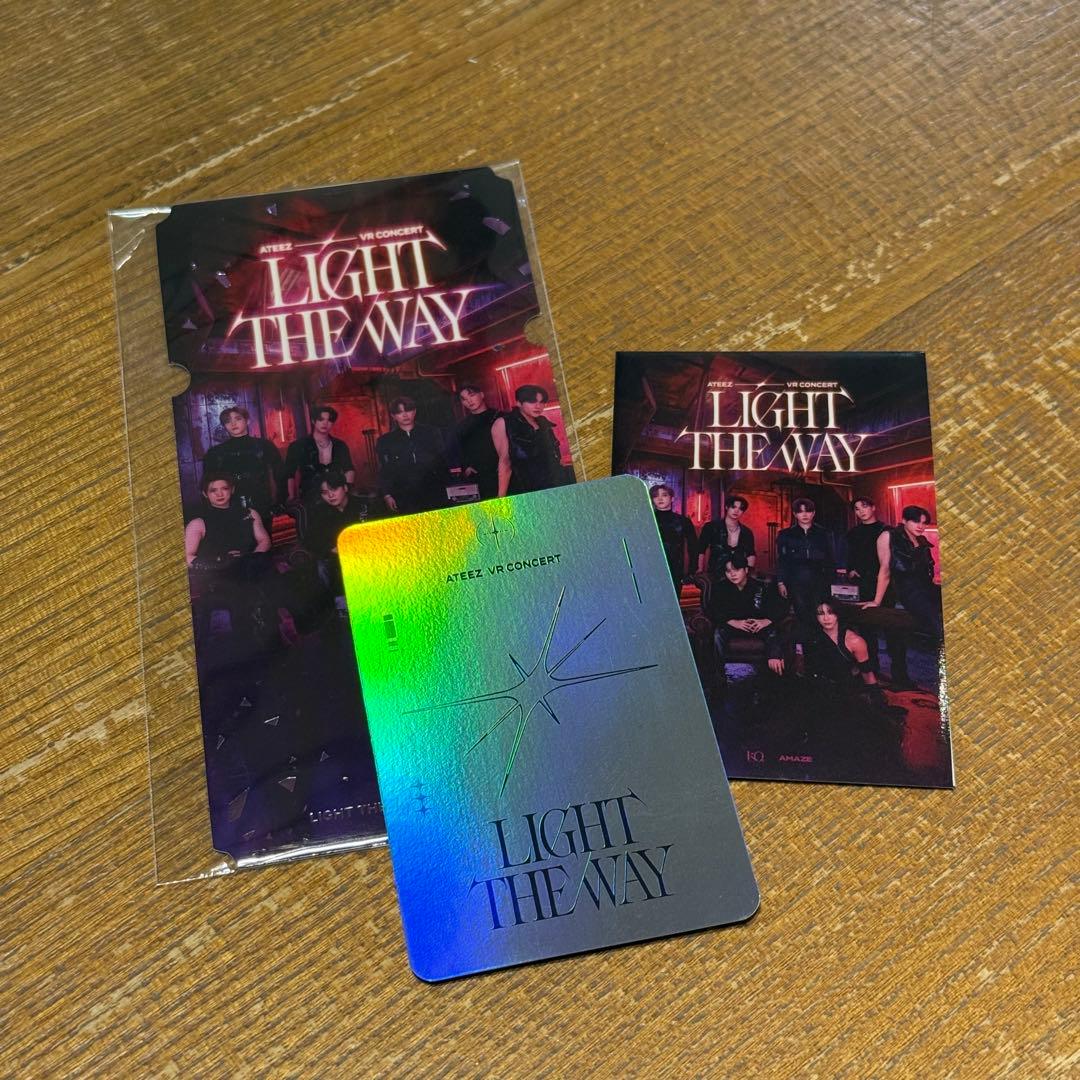 ATEEZ VR CONCERT
LIGHT
THE WAY
LIGHT THE
ATEEZ VR CONCERT
LIGHT
THE WAY
KQ AMAZE
ATEEZ VR CONCERT
LIGHT
THE WAY